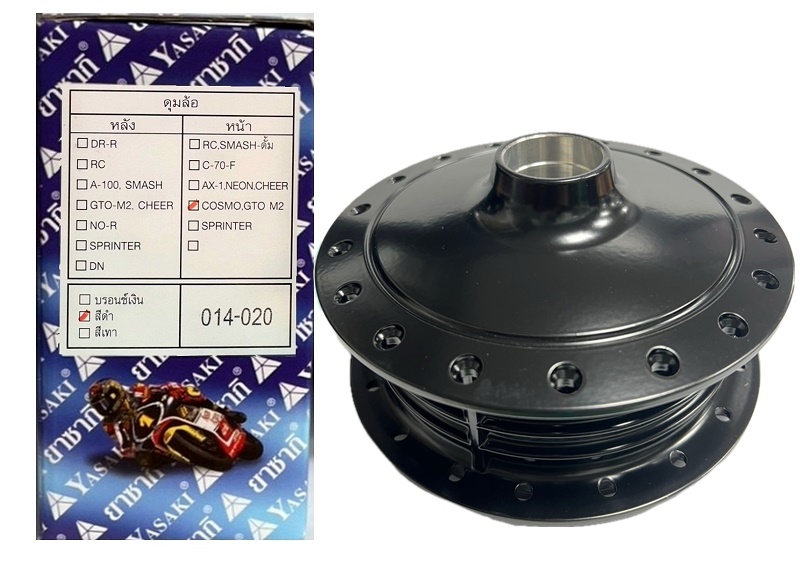 YASAKI
ยาซากิ
ดุมล้อ
หลัง
หน้า
DR-R
RC,SMASH-ดั้ม
RC
C-70-F
A-100, SMASH
AX-1,NEON,CHEER
GTO-M2, CHEER
COSMO,GTO M2
NO-R
SPRINTER
SPRINTER
DN
บรอนซ์เงิน
สีดำ
สีเทา
014-020
YASAKI
ยาซากิ
YASAKI
ยาซากิ